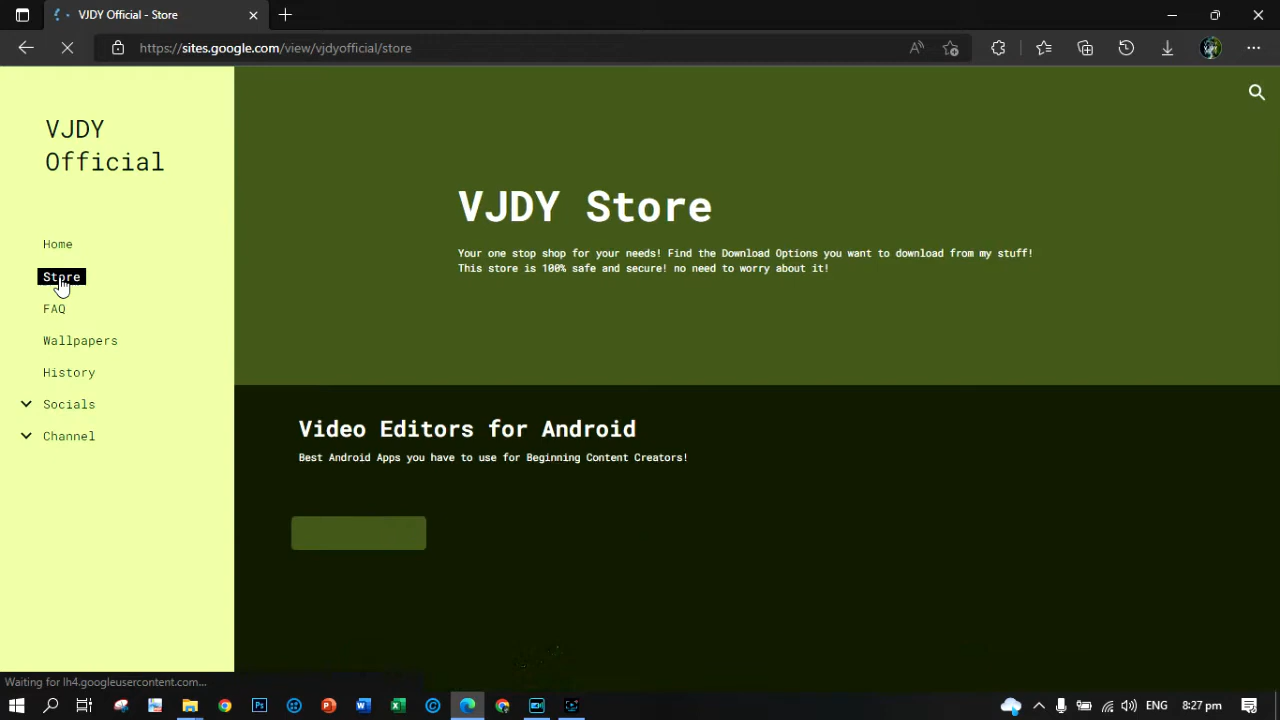 VJDY Official - Store
https://sites.google.com/view/vjdyofficial/store
VJDY
Official
Home
Store
FAQ
Wallpapers
History
Socials
Channel
VJDY Store
Your one stop shop for your needs! Find the Download Options you want to download from my stuff!
This store is 100% safe and secure! no need to worry about it!
Video Editors for Android
Best Android Apps you have to use for Beginning Content Creators!
Waiting for lh4.googleusercontent.com...
ENG
8:27 pm